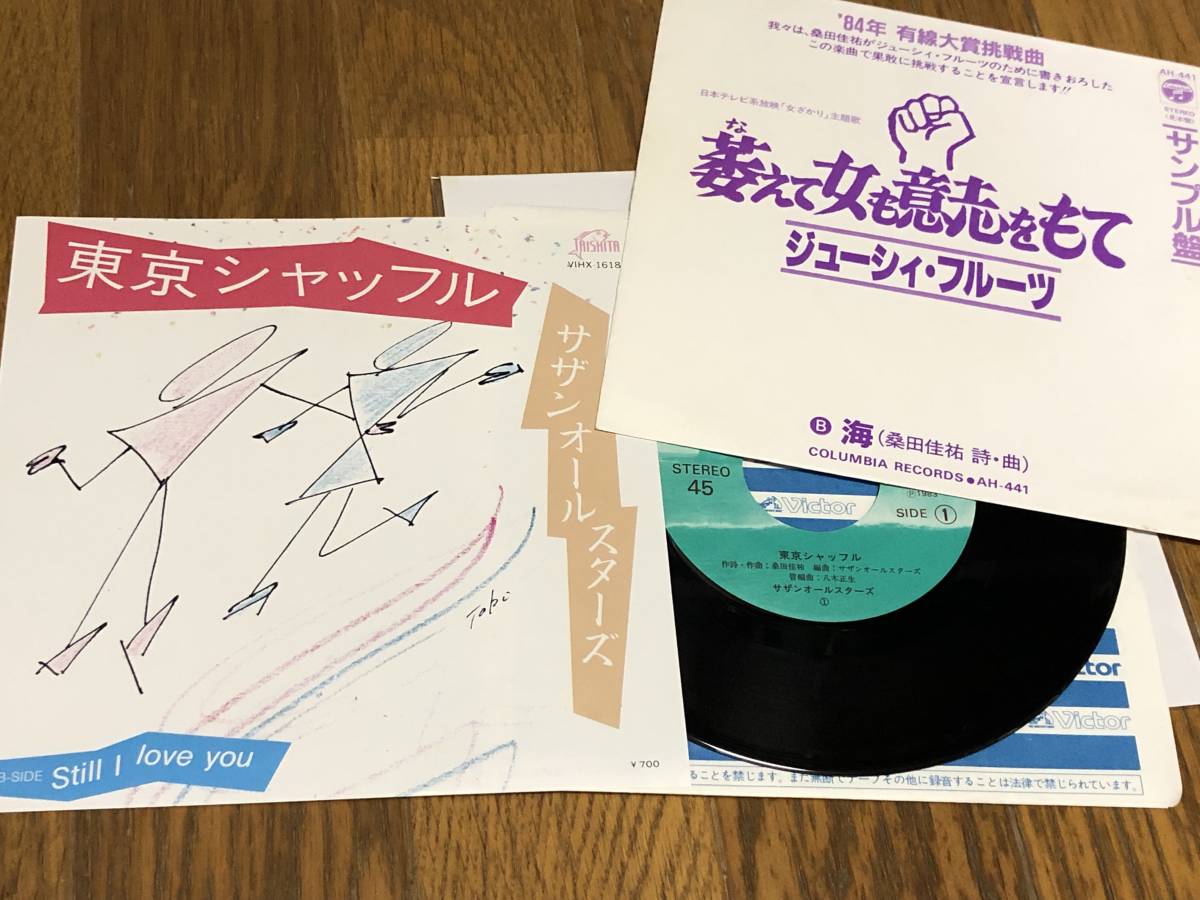 東京シャッフル
TAISHITA
VIHX-1618
サザンオールスターズ
Tobi
B-SIDE Still I love you
¥700
'84年 有線大賞挑戦曲
我々は、桑田佳祐がジューシィ・フルーツのために書きおろした
この楽曲で果敢に挑戦することを宣言します!!
日本テレビ系放映「女ざかり」主題歌
な
萎えて女も意志をもて
ジューシィ・フルーツ
B 海(桑田佳祐 詩・曲)
COLUMBIA RECORDS●AH-441
AH-441
STEREO
(見本盤)
サンプル盤
STEREO
45
Victor
℗1983
SIDE 1
東京シャッフル
作詩・作曲:桑田佳祐 編曲:サザンオールスターズ
管編曲:八木正生
サザンオールスターズ
①
Victor
Victor
ることを禁じます。また無断でテープその他に録音することは法律で禁じられています。